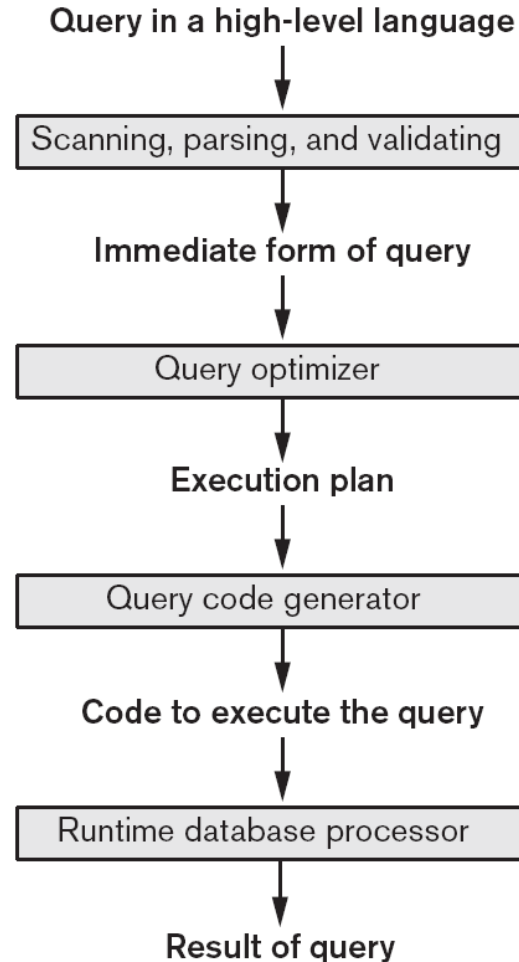 Query in a high-level language
Scanning, parsing, and validating
Immediate form of query
Query optimizer
Execution plan
Query code generator
Code to execute the query
Runtime database processor
Result of query